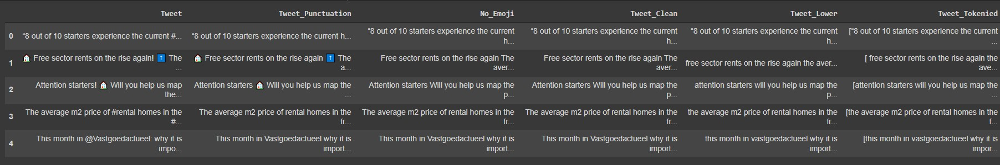 Tweet Tweet_Punctuation No_Emoji Tweet_Clean Tweet_Lower Tweet_Tokenied
0 “8 out of 10 starters experience the current #... “8 out of 10 starters experience the current h... “8 out of 10 starters experience the current h... “8 out of 10 starters experience the current h... “8 out of 10 starters experience the current h... [“8 out of 10 starters experience the current ...
1 🏠 Free sector rents on the rise again! ⬆️ The ... 🏠 Free sector rents on the rise again ⬆️ The a... Free sector rents on the rise again The aver... Free sector rents on the rise again The aver... free sector rents on the rise again the aver... [ free sector rents on the rise again the ave...
2 Attention starters! 🏠 Will you help us map the... Attention starters 🏠 Will you help us map the ... Attention starters Will you help us map the p... Attention starters Will you help us map the p... attention starters will you help us map the p... [attention starters will you help us map the ...
3 The average m2 price of #rental homes in the #... The average m2 price of rental homes in the fr... The average m2 price of rental homes in the fr... The average m2 price of rental homes in the fr... the average m2 price of rental homes in the fr... [the average m2 price of rental homes in the f...
4 This month in @Vastgoedactueel: why it is impo... This month in Vastgoedactueel why it is import... This month in Vastgoedactueel why it is import... This month in Vastgoedactueel why it is import... this month in vastgoedactueel why it is import... [this month in vastgoedactueel why it is impor...